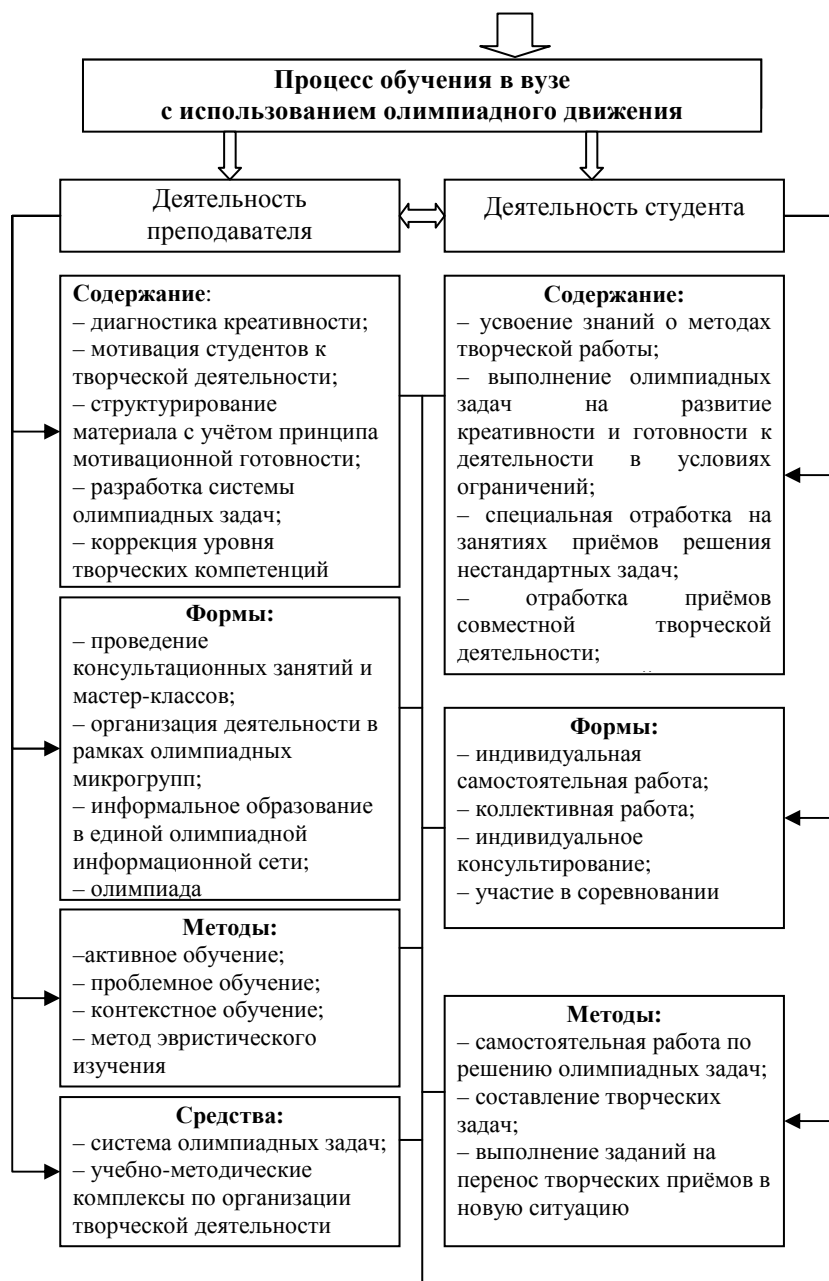 Процесс обучения в вузе
с использованием олимпиадного движения
Деятельность
преподавателя
Деятельность студента
Содержание:
– диагностика креативности;
– мотивация студентов к
творческой деятельности;
– структурирование
материала с учётом принципа
мотивационной готовности;
– разработка системы
олимпиадных задач;
– коррекция уровня
творческих компетенций
Формы:
– проведение
консультационных занятий и
мастер-классов;
– организация деятельности в
рамках олимпиадных
микрогрупп;
– информальное образование
в единой олимпиадной
информационной сети;
– олимпиада
Методы:
–активное обучение;
– проблемное обучение;
– контекстное обучение;
– метод эвристического
изучения
Средства:
– система олимпиадных задач;
– учебно-методические
комплексы по организации
творческой деятельности
Содержание:
– усвоение знаний о методах
творческой работы;
– выполнение олимпиадных
задач на развитие
креативности и готовности к
деятельности в условиях
ограничений;
– специальная отработка на
занятиях приёмов решения
нестандартных задач;
– отработка приёмов
совместной творческой
деятельности;
Формы:
– индивидуальная
самостоятельная работа;
– коллективная работа;
– индивидуальное
консультирование;
– участие в соревновании
Методы:
– самостоятельная работа по
решению олимпиадных задач;
– составление творческих
задач;
– выполнение заданий на
перенос творческих приёмов в
новую ситуацию